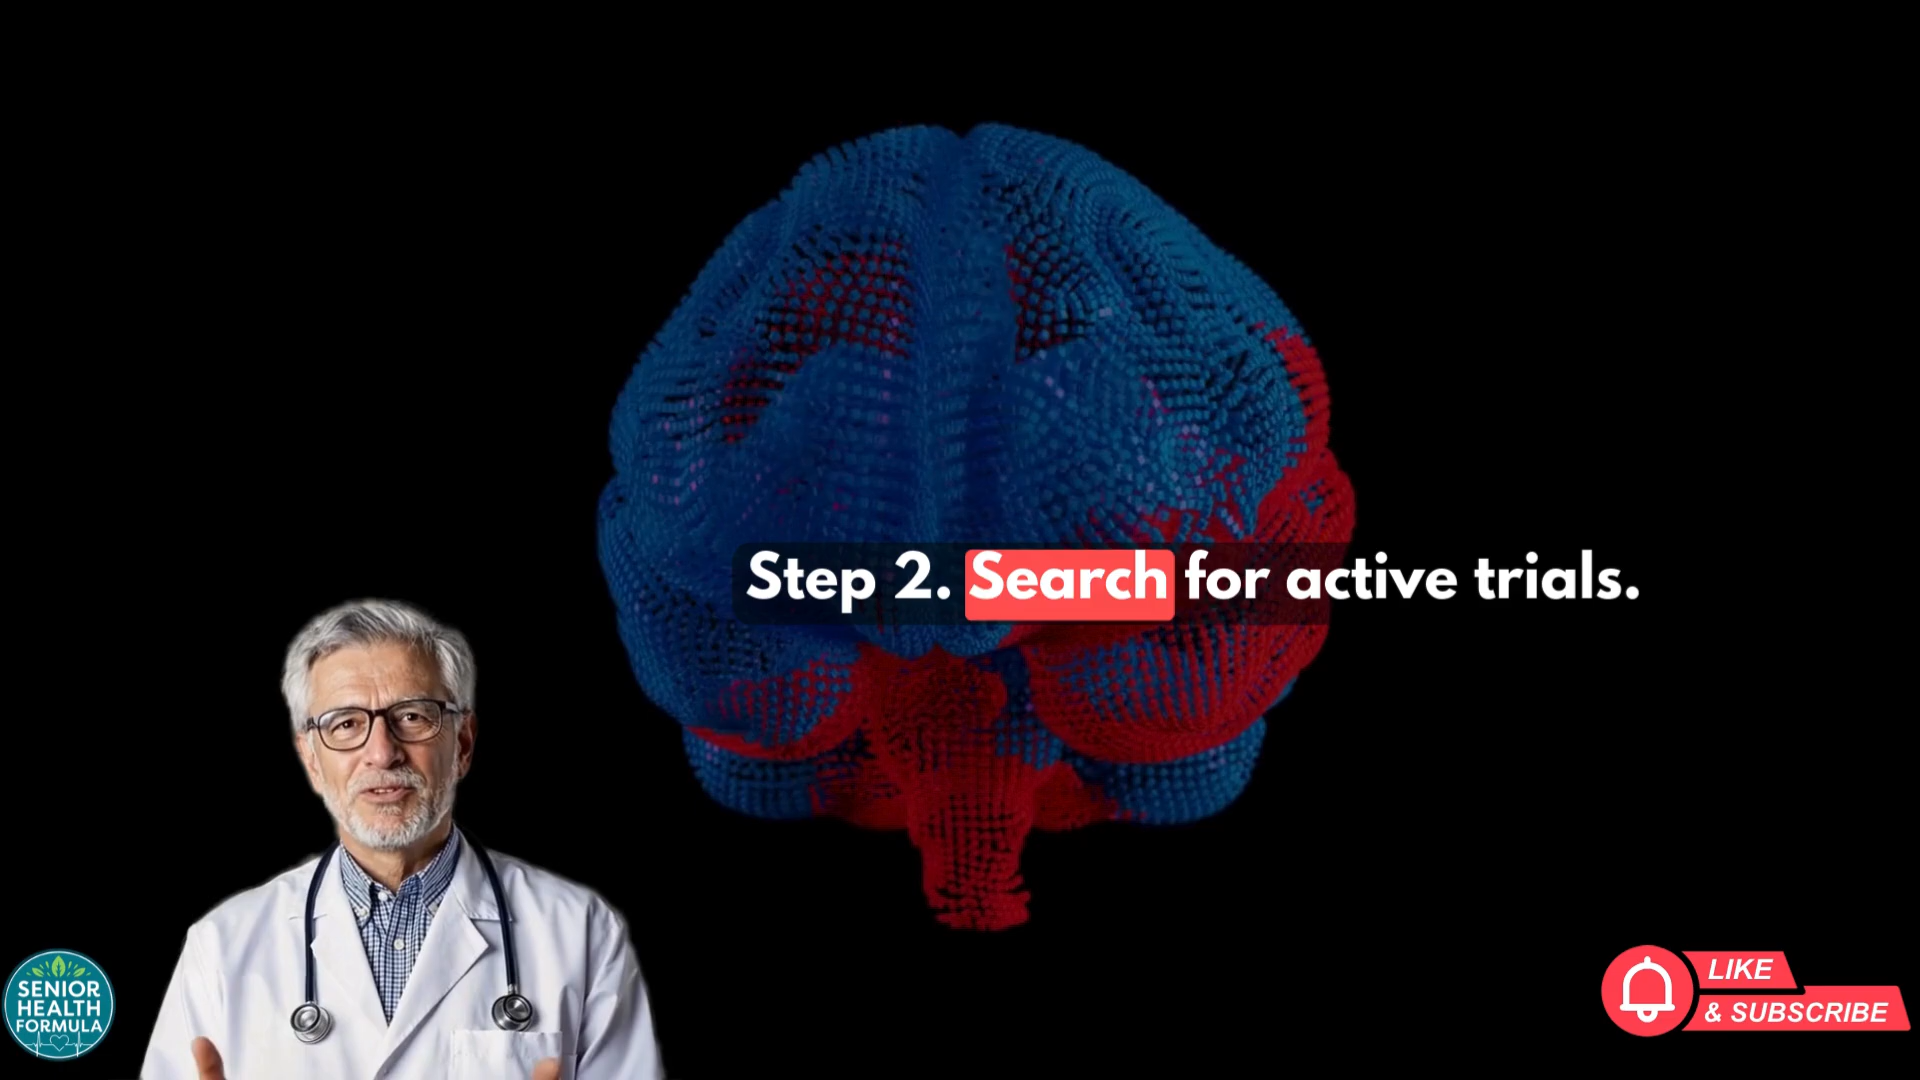 Step 2. Search for active trials.
SENIOR
HEALTH
FORMULA
LIKE
& SUBSCRIBE